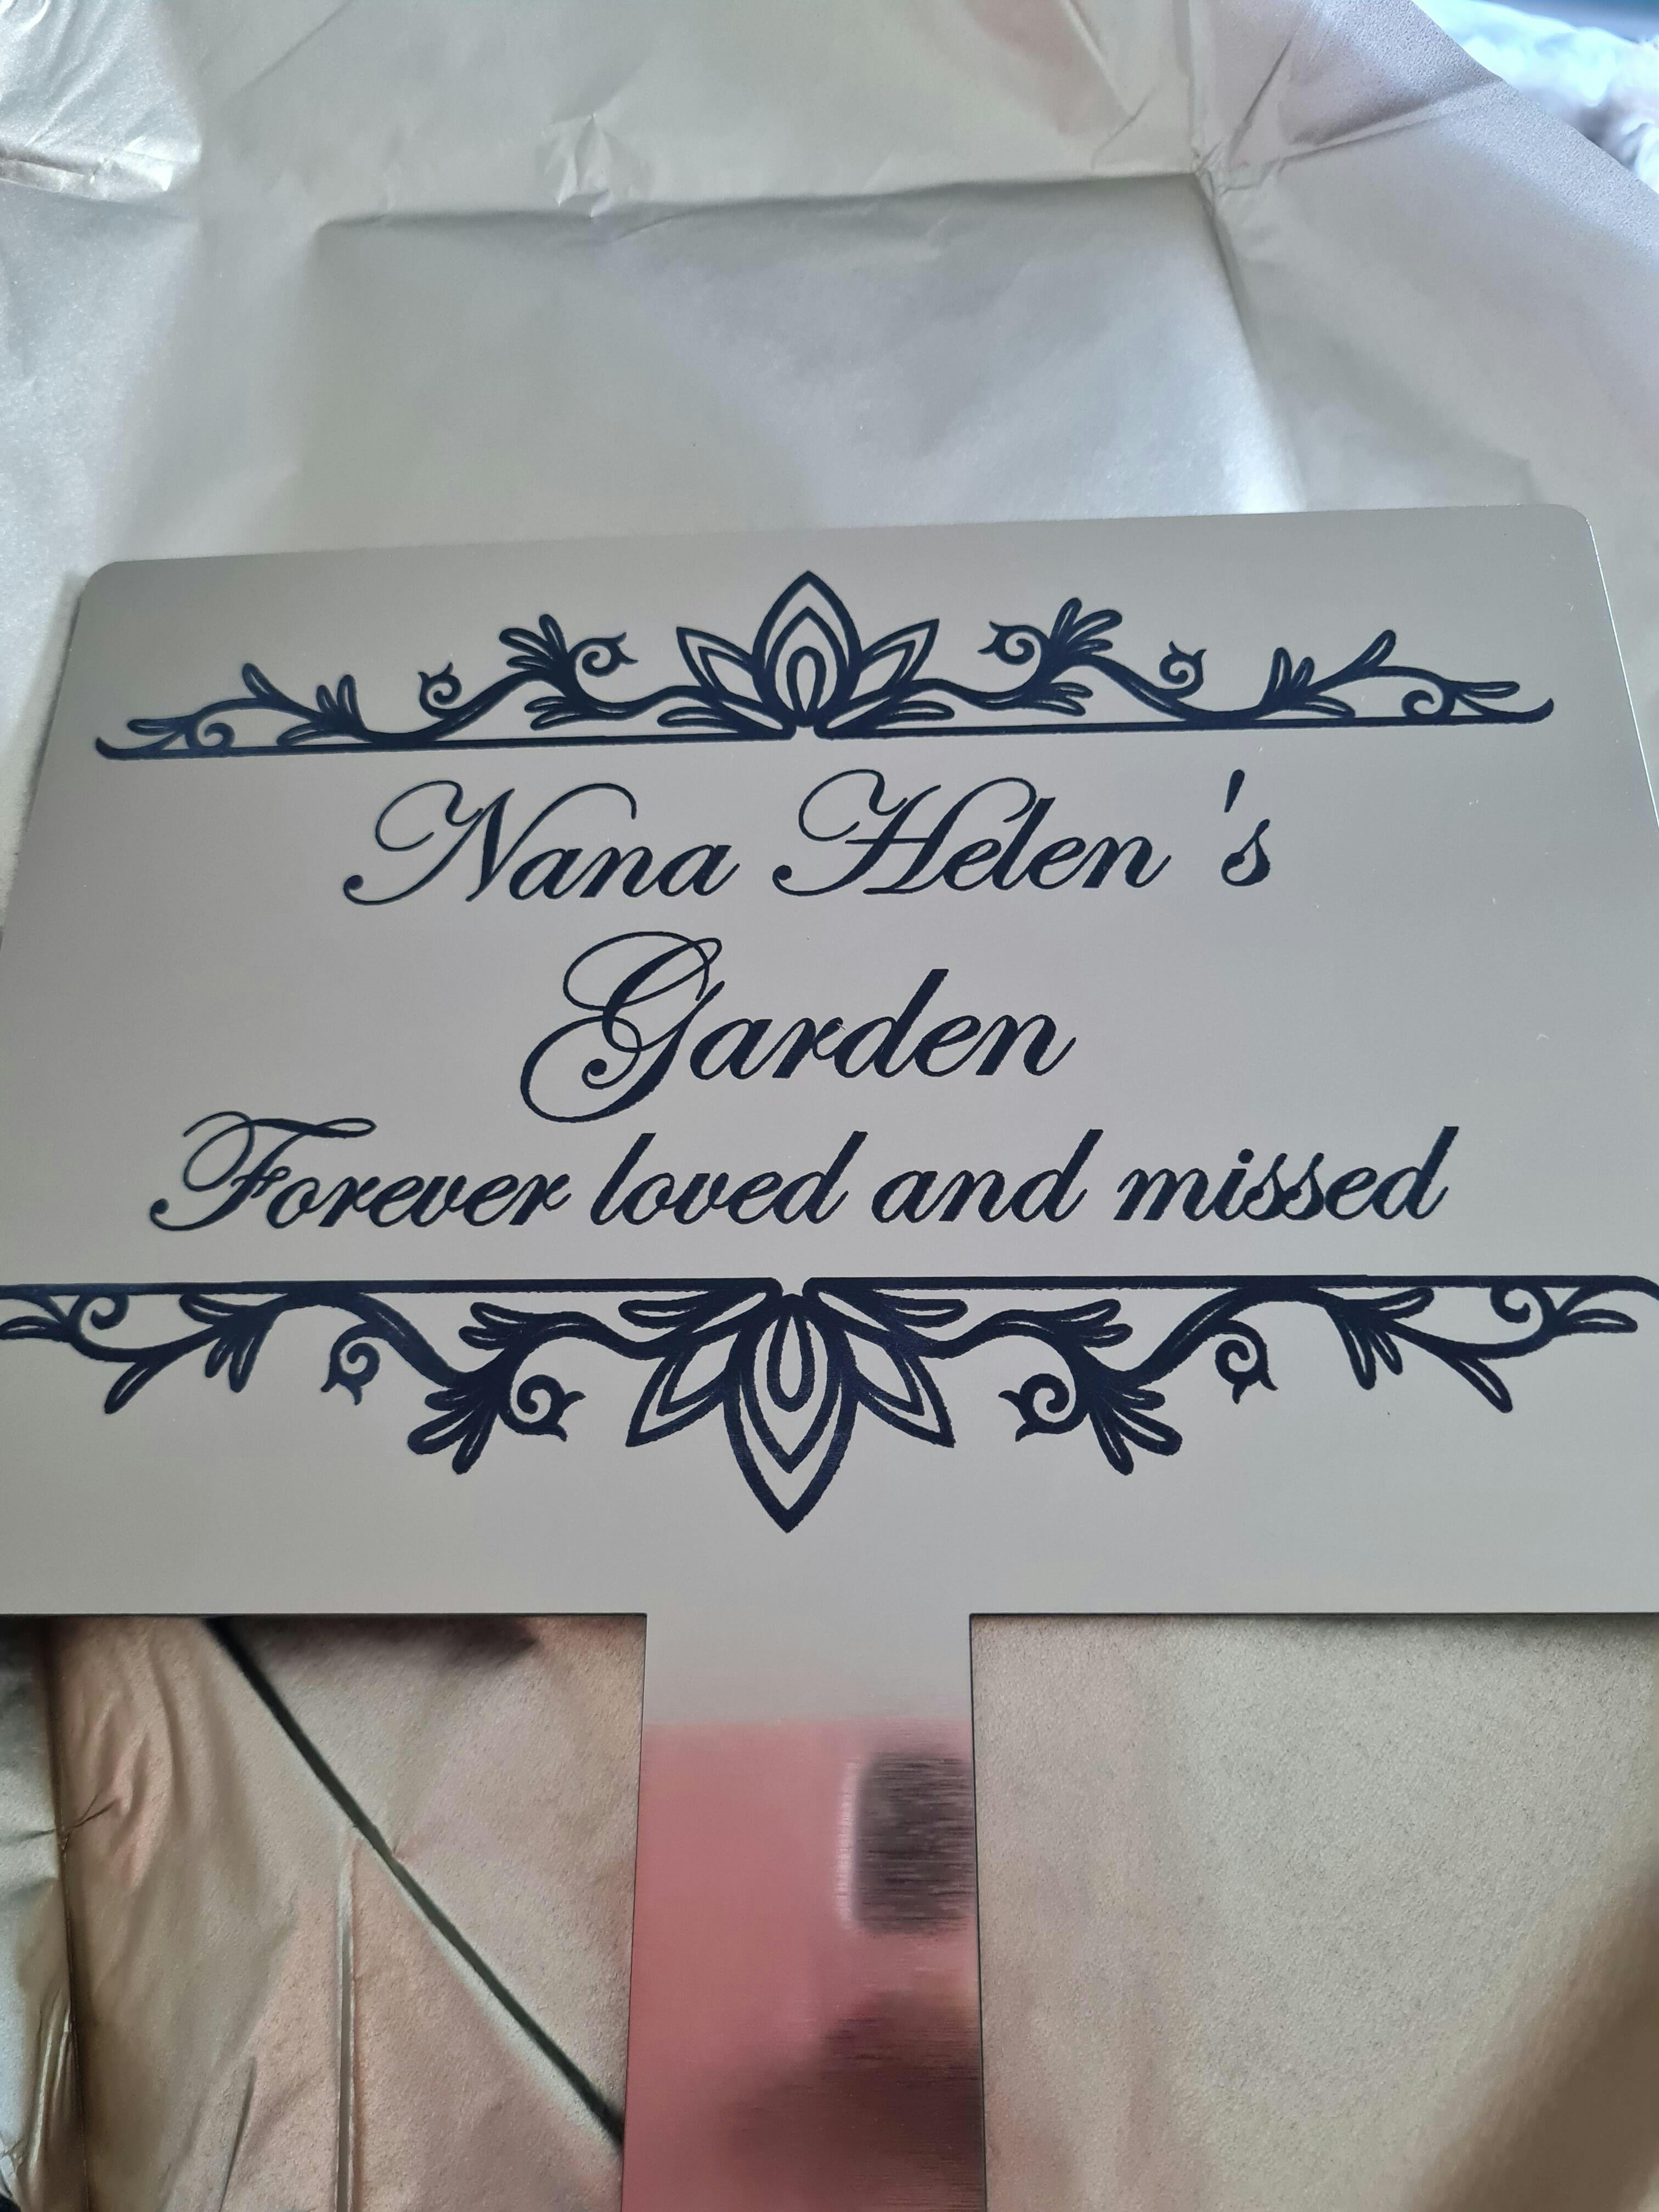 Nana Helen 's
Garden
Forever loved and missed